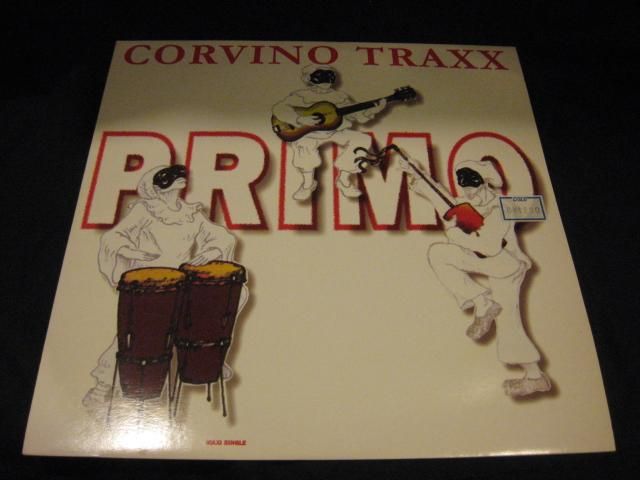 CORVINO TRAXX
PRIMO
MAXI SINGLE